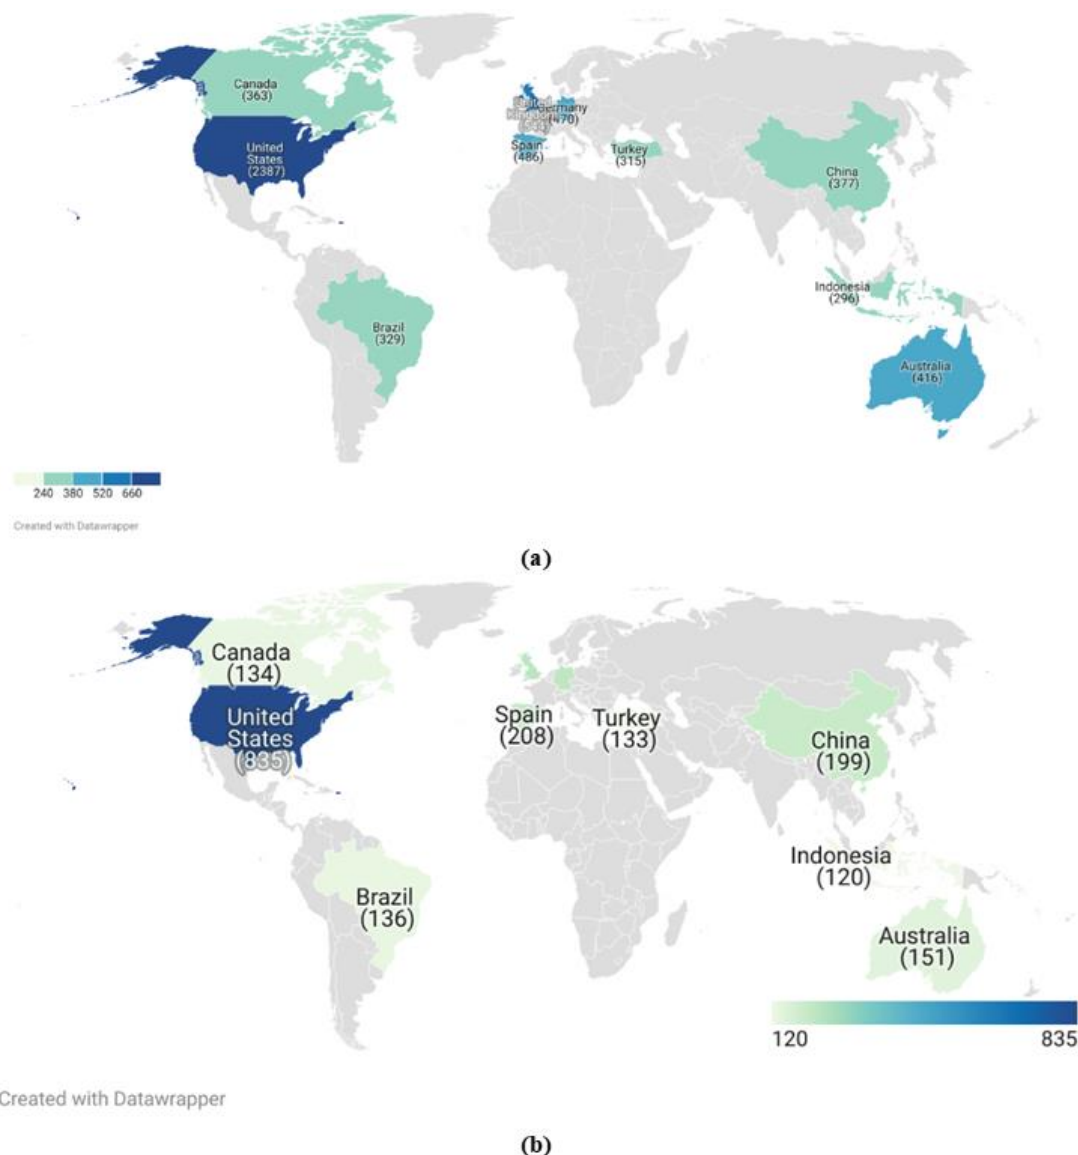 Canada
(363)
United
States
(2387)
United
Kingdom
Germany
(470)
Spain
(486)
Turkey
(315)
China
(377)
Indonesia
(296)
Brazil
(329)
Australia
(416)
240 380 520 660
Created with Datawrapper
(a)
Canada
(134)
United
States
(835)
Spain
(208)
Turkey
(133)
China
(199)
Indonesia
(120)
Brazil
(136)
Australia
(151)
120 835
Created with Datawrapper
(b)